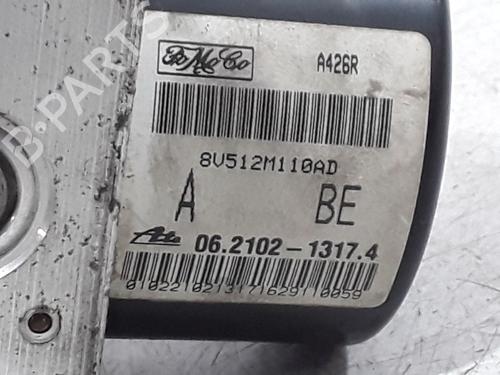 FoMoCo
A426R
8V512M110AD
A BE
Ate 06.2102-1317.4
B-PARTS